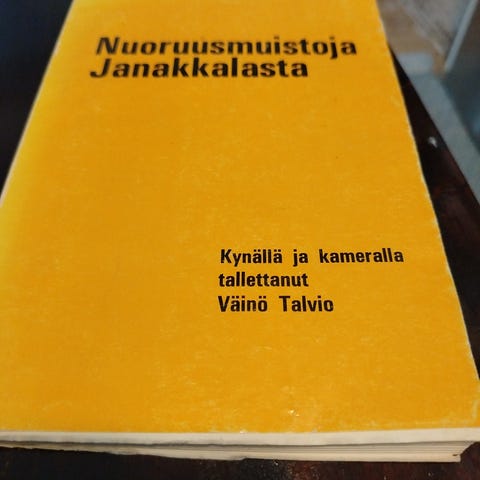 Nuoruusmuistoja
Janakkalasta
Kynällä ja kameralla
tallettanut
Väinö Talvio